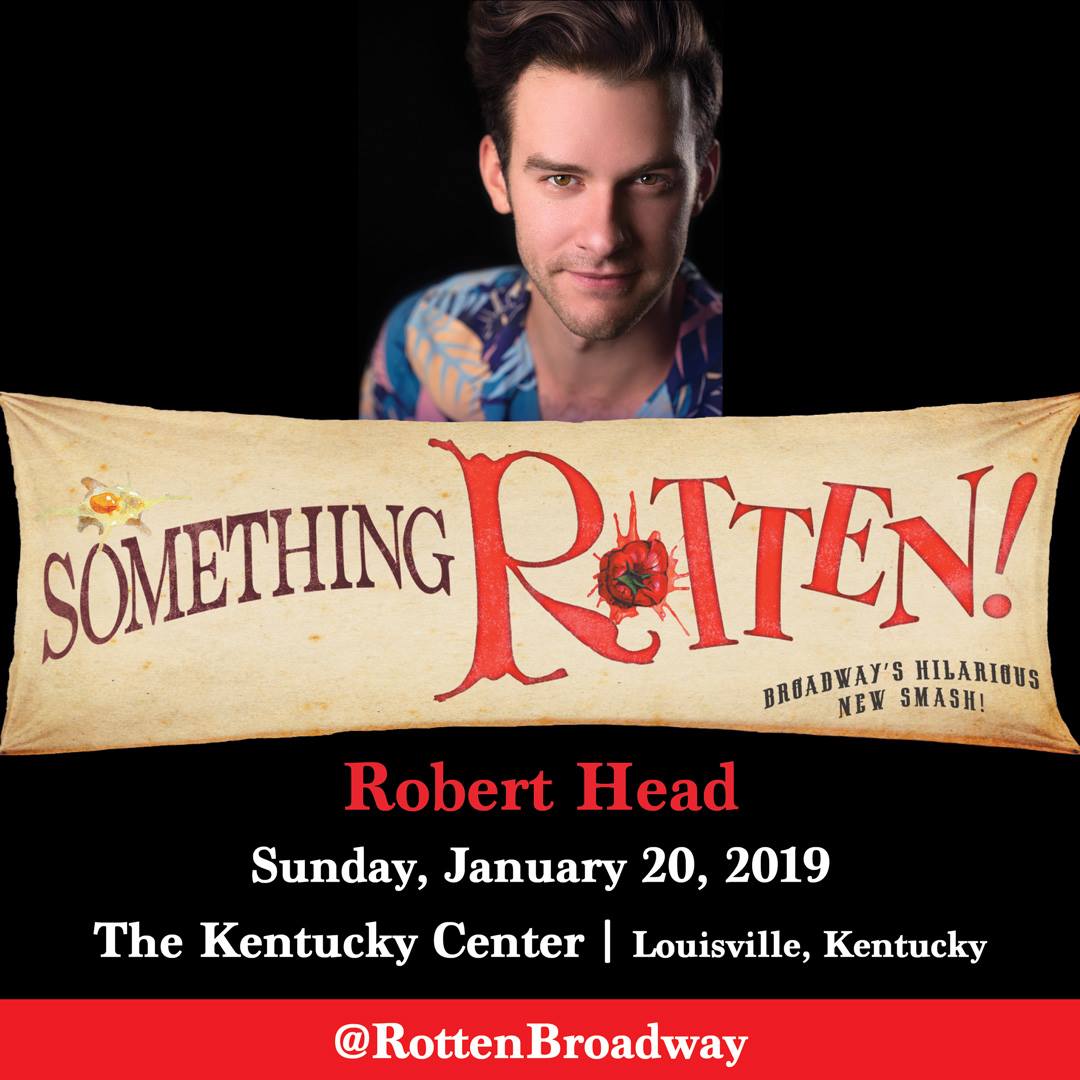 SOMETHING ROTTEN!
BROADWAY'S HILARIOUS
NEW SMASH!
Robert Head
Sunday, January 20, 2019
The Kentucky Center | Louisville, Kentucky
@RottenBroadway